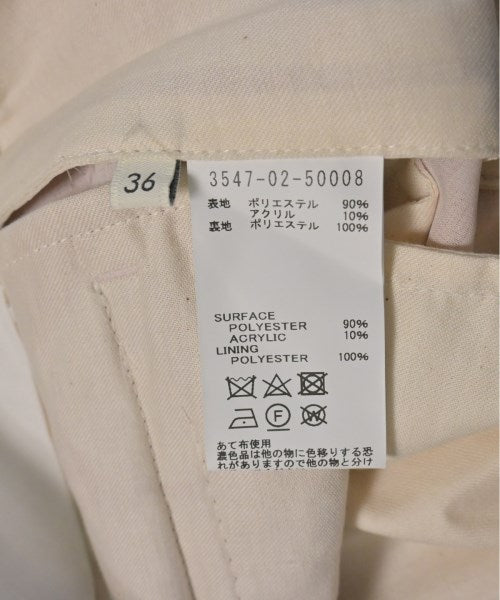 36
3547-02-50008
表地 ポリエステル 90%
アクリル 10%
裏地 ポリエステル 100%
SURFACE
POLYESTER 90%
ACRYLIC 10%
LINING
POLYESTER 100%
F W
あて布使用
濃色品は他の物に色移りする恐
れがありますので他の物と分け